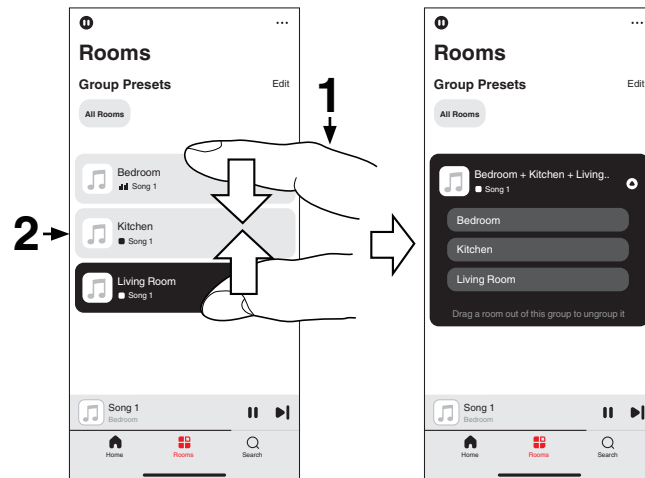 ...
Rooms
Group Presets Edit
All Rooms
1
Bedroom
Song 1
2
Kitchen
Song 1
Living Room
Song 1
Song 1
Bedroom
Home Rooms Search
...
Rooms
Group Presets Edit
All Rooms
Bedroom + Kitchen + Living..
Song 1
Bedroom
Kitchen
Living Room
Drag a room out of this group to ungroup it
Song 1
Bedroom
Home Rooms Search